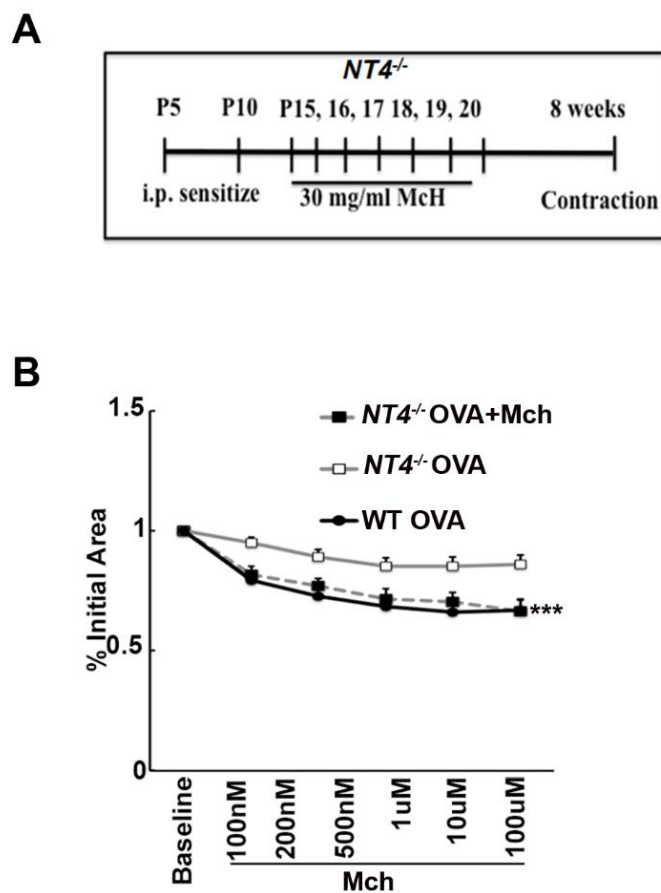 A
NT4-/-
P5 P10 P15, 16, 17 18, 19, 20 8 weeks
i.p. sensitize 30 mg/ml McH Contraction
B
1.5
1
0.5
0
% Initial Area
NT4-/- OVA+Mch
NT4-/- OVA
WT OVA
***
Baseline 100nM 200nM 500nM 1uM 10uM 100uM
Mch